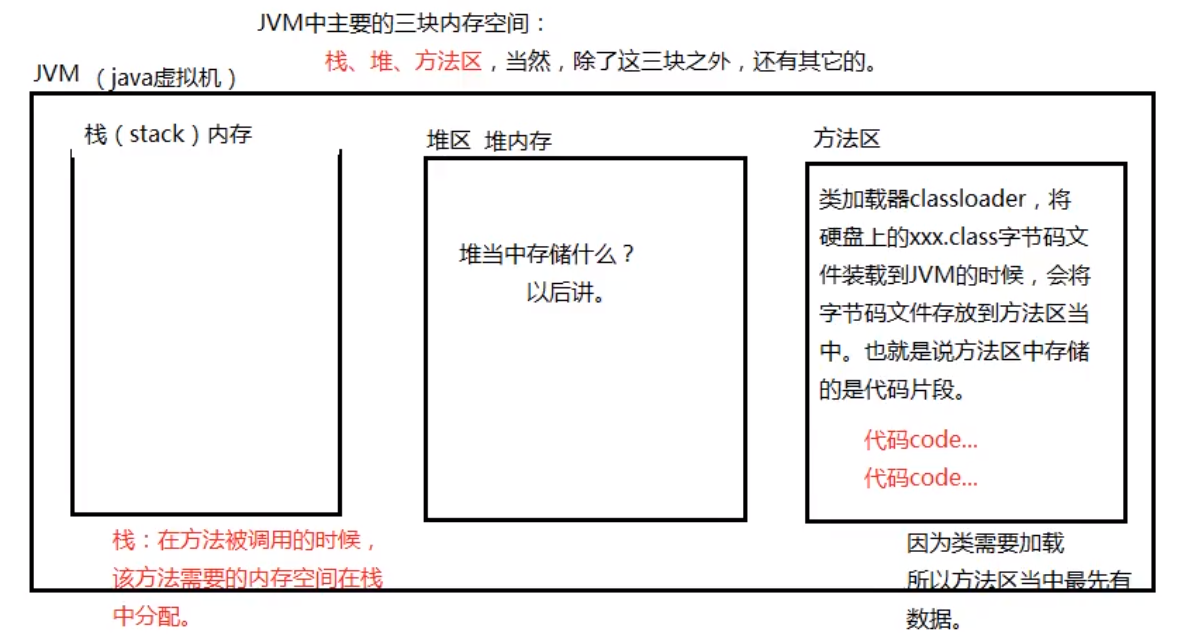 JVM中主要的三块内存空间：
栈、堆、方法区，当然，除了这三块之外，还有其它的。
JVM （java虚拟机）
栈（stack）内存
堆区 堆内存
堆当中存储什么？
以后讲。
方法区
类加载器classloader，将
硬盘上的xxx.class字节码文
件装载到JVM的时候，会将
字节码文件存放到方法区当
中。也就是说方法区中存储
的是代码片段。
代码code...
代码code...
栈：在方法被调用的时候，
该方法需要的内存空间在栈
中分配。
因为类需要加载
所以方法区当中最先有
数据。